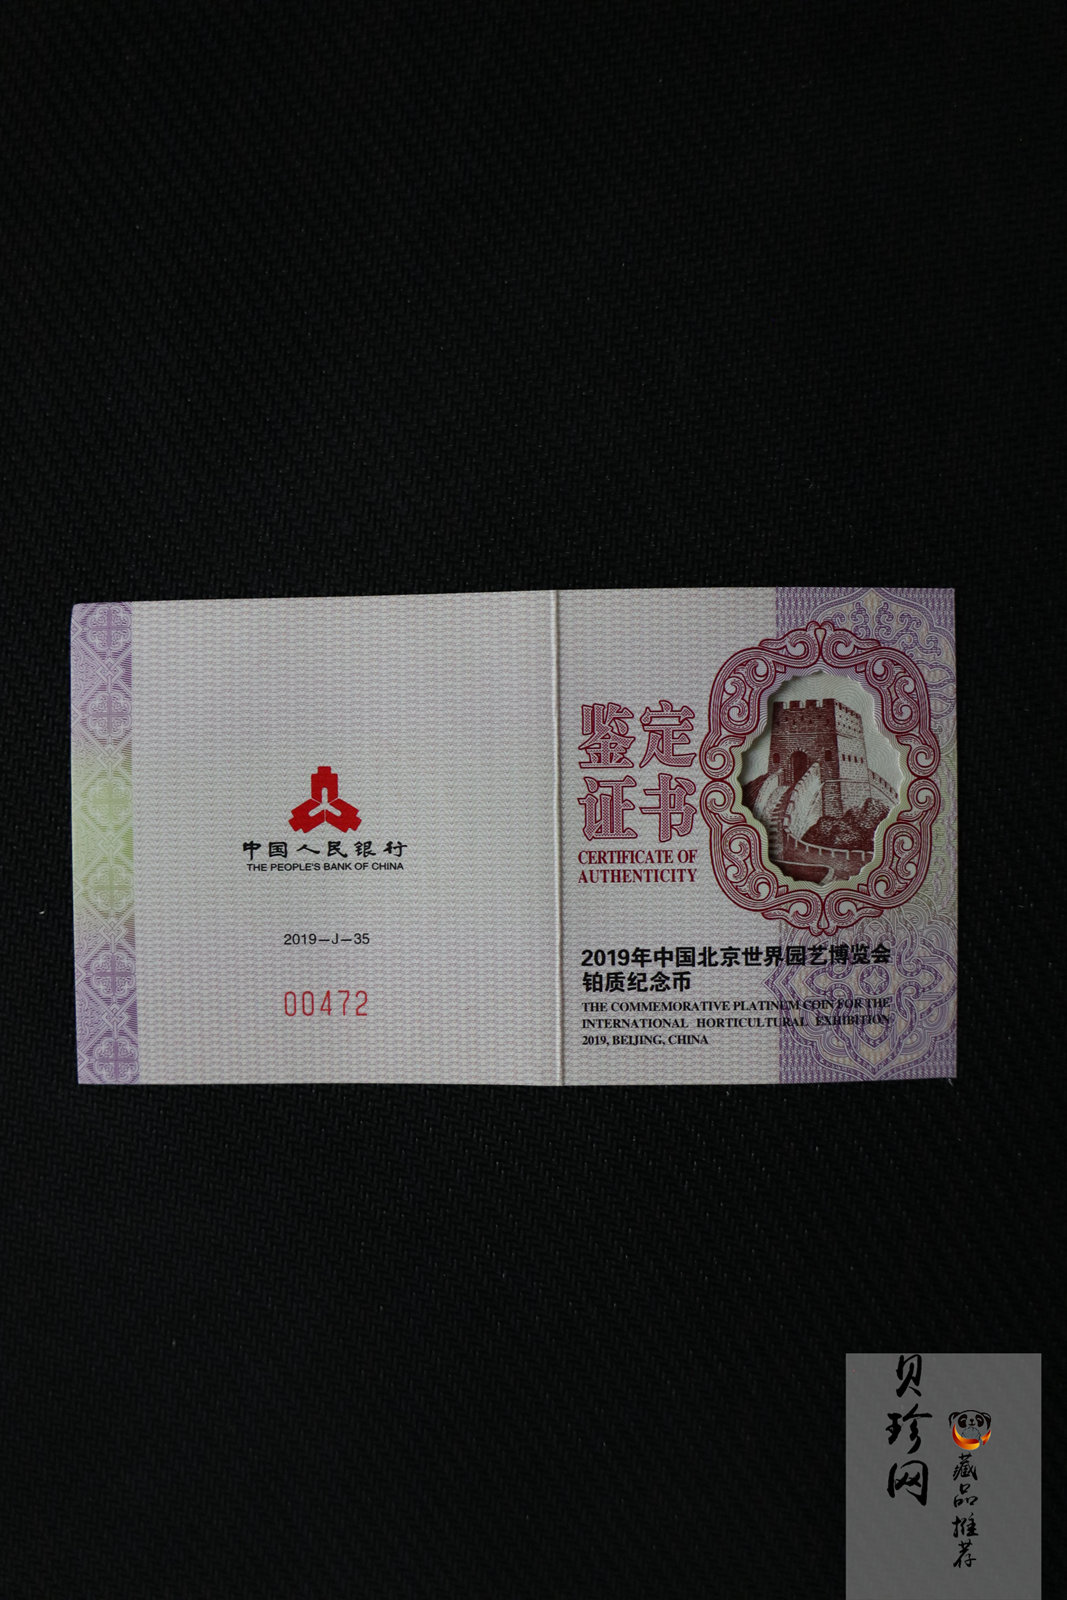 中国人民银行
THE PEOPLE'S BANK OF CHINA
2019—J—35
00472
鉴定
证书
CERTIFICATE OF
AUTHENTICITY
2019年中国北京世界园艺博览会
铂质纪念币
THE COMMEMORATIVE PLATINUM COIN FOR THE
INTERNATIONAL HORTICULTURAL EXHIBITION
2019, BEIJING, CHINA
贝珍网
藏品推荐